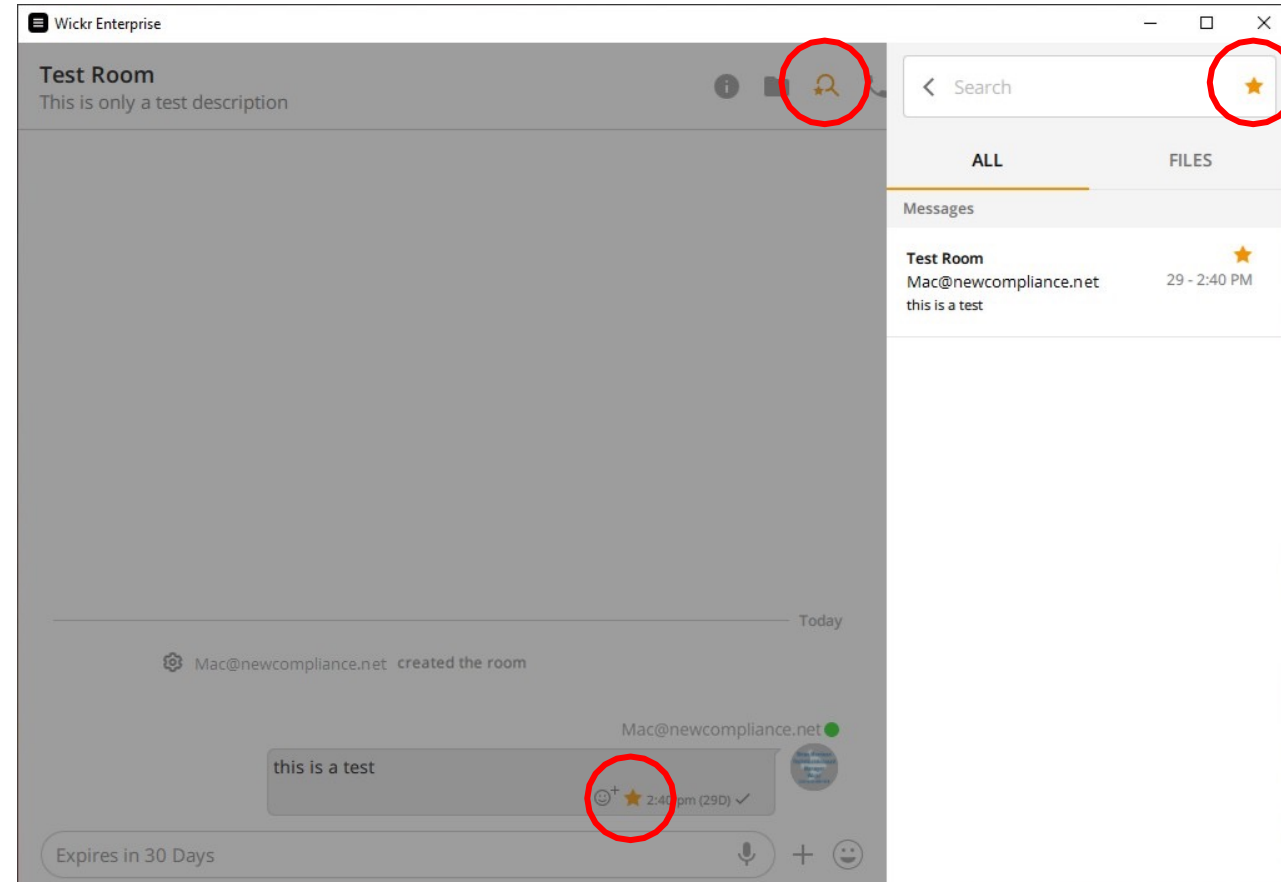 Wickr Enterprise
Test Room
This is only a test description
Today
Mac@newcompliance.net created the room
Mac@newcompliance.net
this is a test
2:40 pm (29D)
Expires in 30 Days
Search
ALL
FILES
Messages
Test Room
Mac@newcompliance.net
29 - 2:40 PM
this is a test